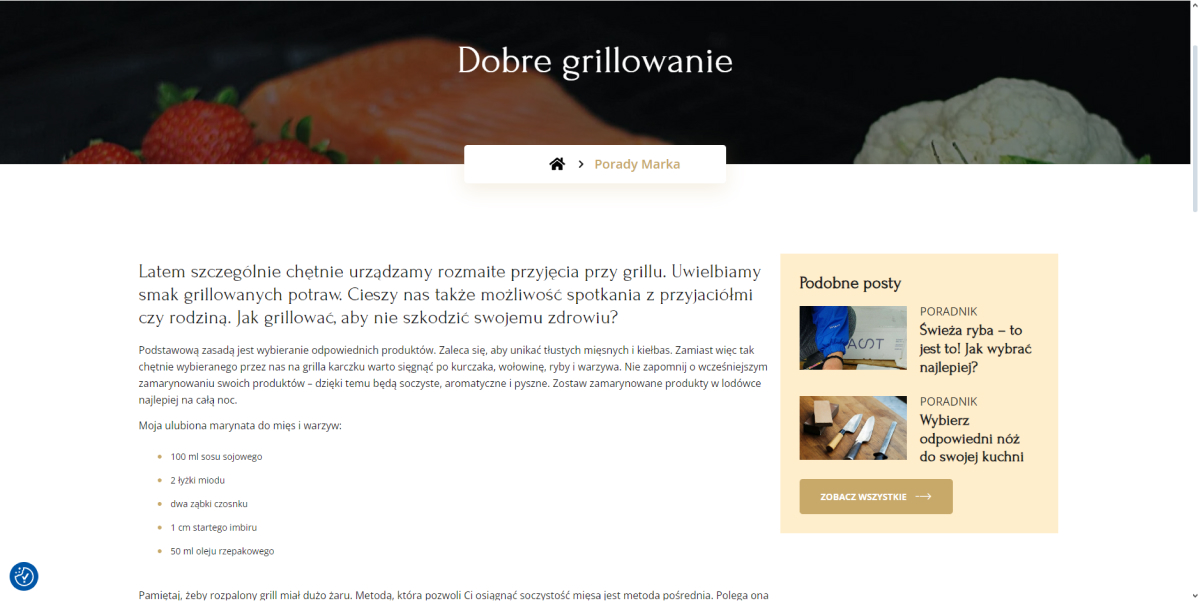 Dobre grillowanie
Porady Marka
Latem szczególnie chętnie urządzamy rozmaite przyjęcia przy grillu. Uwielbiamy
smak grillowanych potraw. Cieszy nas także możliwość spotkania z przyjaciółmi
czy rodziną. Jak grillować, aby nie szkodzić swojemu zdrowiu?
Podstawową zasadą jest wybieranie odpowiednich produktów. Zaleca się, aby unikać tłustych mięsnych i kiełbas. Zamiast więc tak
chętnie wybieranego przez nas na grilla karczku warto sięgnąć po kurczaka, wołowinę, ryby i warzywa. Nie zapomnij o wcześniejszym
zamarynowaniu swoich produktów – dzięki temu będą soczyste, aromatyczne i pyszne. Zostaw zamarynowane produkty w lodówce
najlepiej na całą noc.
Moja ulubiona marynata do mięs i warzyw:
100 ml sosu sojowego
2 łyżki miodu
dwa ząbki czosnku
1 cm startego imbiru
50 ml oleju rzepakowego
Pamiętaj, żeby rozpalony grill miał dużo żaru. Metodą, która pozwoli Ci osiągnąć soczystość mięsa jest metoda pośrednia. Polega ona
Podobne posty
PORADNIK
Świeża ryba – to
jest to! Jak wybrać
najlepiej?
PORADNIK
Wybierz
odpowiedni nóż
do swojej kuchni
ZOBACZ WSZYSTKIE